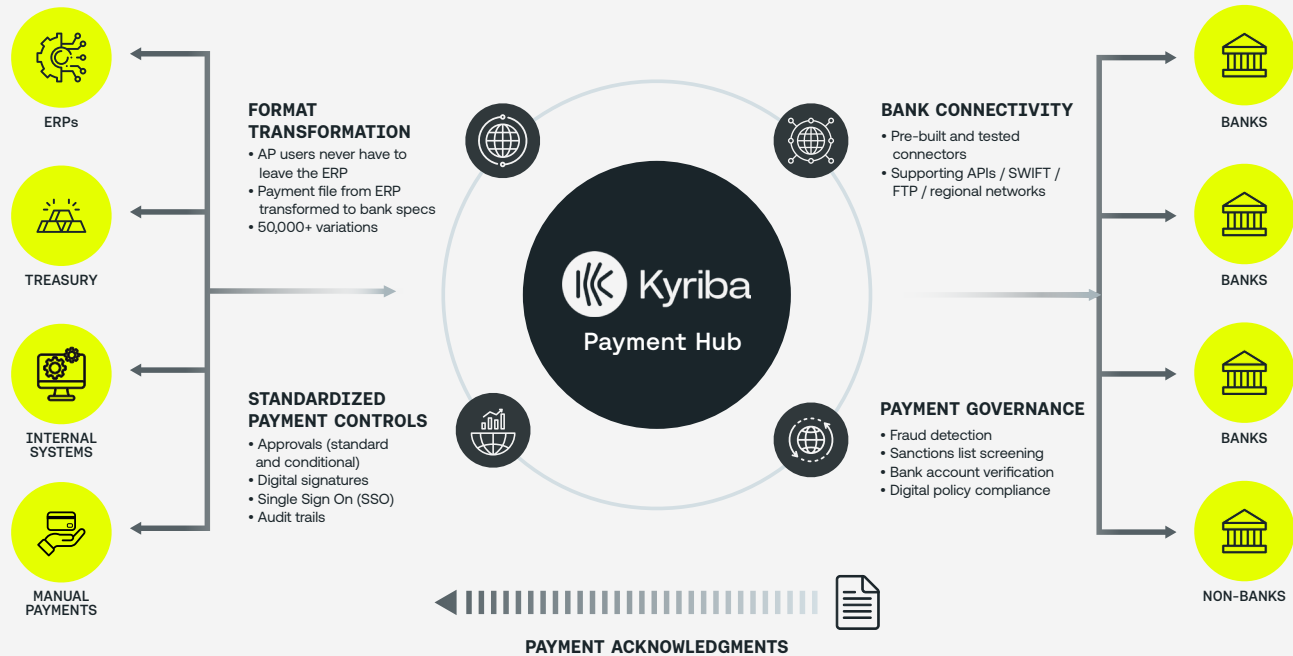 ERPs
TREASURY
INTERNAL
SYSTEMS
MANUAL
PAYMENTS
FORMAT
TRANSFORMATION
• AP users never have to
leave the ERP
• Payment file from ERP
transformed to bank specs
• 50,000+ variations
STANDARDIZED
PAYMENT CONTROLS
• Approvals (standard
and conditional)
• Digital signatures
• Single Sign On (SSO)
• Audit trails
Kyriba
Payment Hub
BANK CONNECTIVITY
• Pre-built and tested
connectors
• Supporting APIs / SWIFT /
FTP / regional networks
PAYMENT GOVERNANCE
• Fraud detection
• Sanctions list screening
• Bank account verification
• Digital policy compliance
BANKS
BANKS
BANKS
NON-BANKS
PAYMENT ACKNOWLEDGMENTS